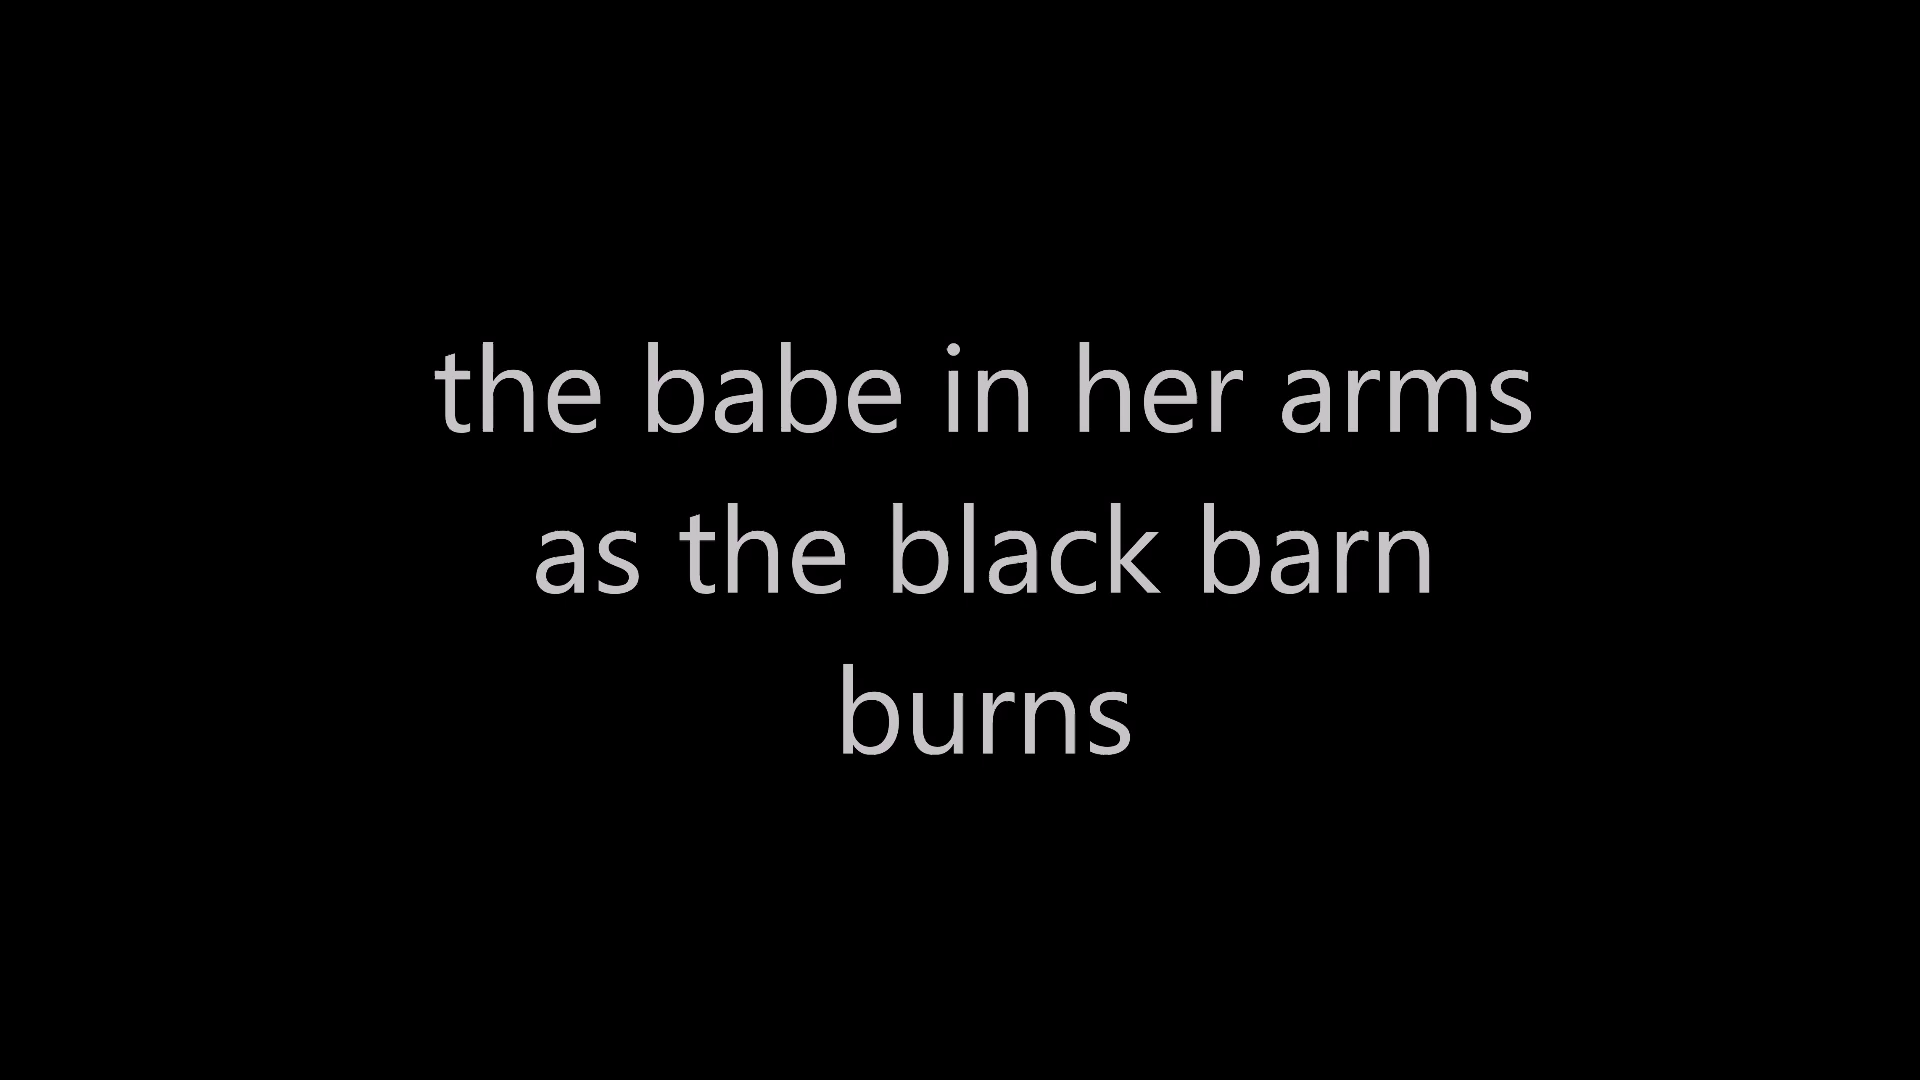 the babe in her arms
as the black barn
burns